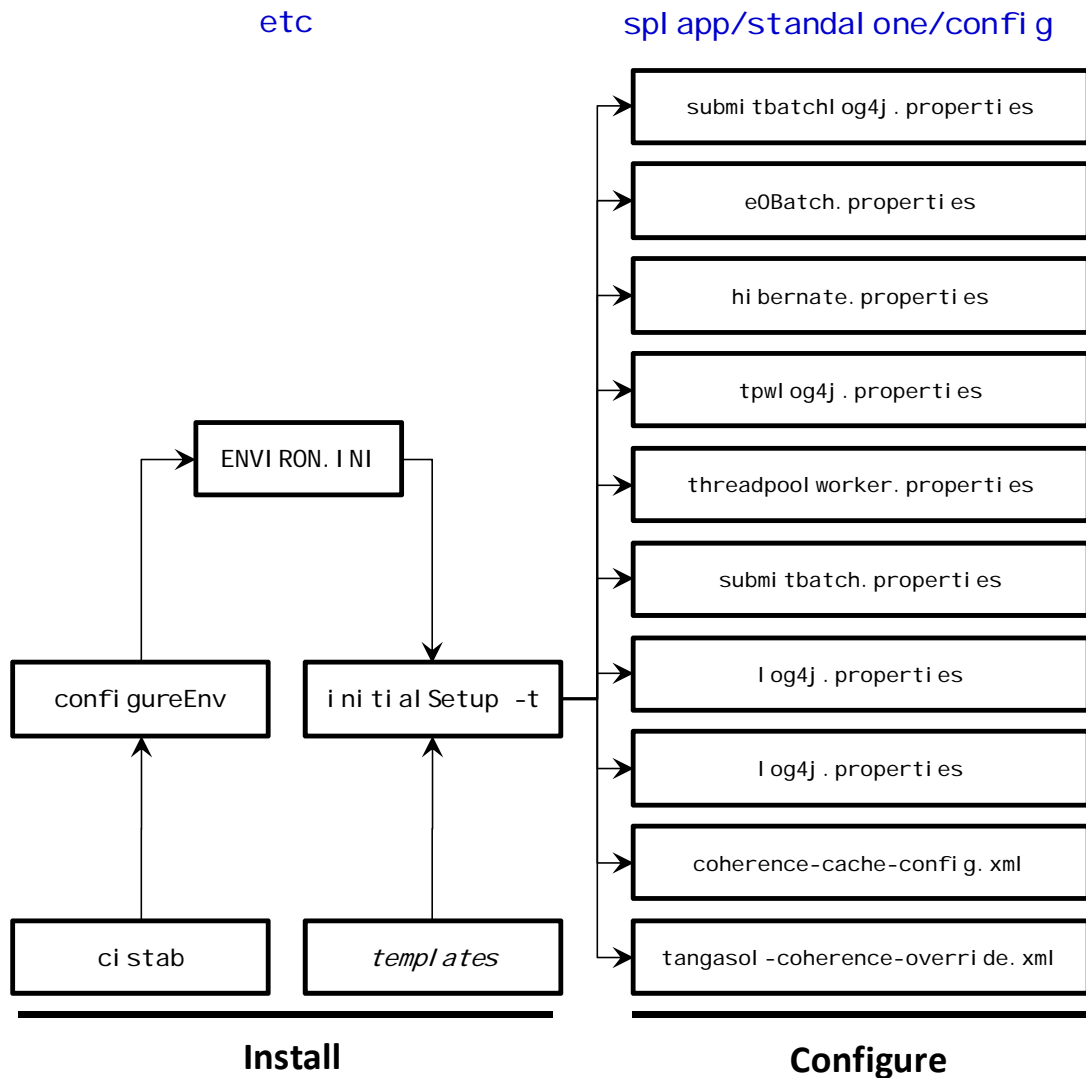 etc
splapp/standalone/config
submitbatchlog4j.properties
e0Batch.properties
hibernate.properties
tpwlog4j.properties
ENVIRON.INI
threadpoolworker.properties
submitbatch.properties
configureEnv
initialSetup -t
log4j.properties
log4j.properties
coherence-cache-config.xml
cistab
templates
tangasol-coherence-override.xml
Install
Configure